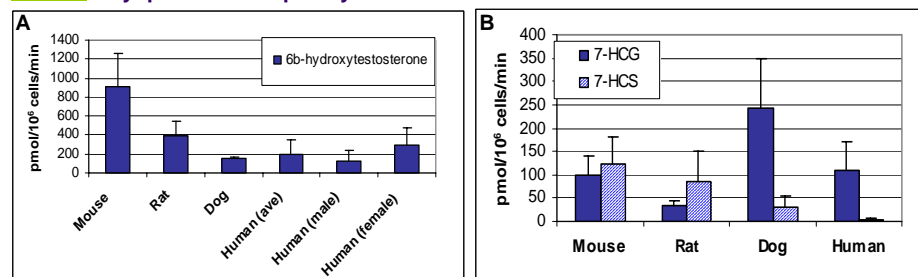 A
1400
1200
1000
800
600
400
200
0
pmol/10⁶ cells/min
6b-hydroxytestosterone
Mouse
Rat
Dog
Human (ave)
Human (male)
Human (female)
B
400
350
300
250
200
150
100
50
0
pmol/10⁶ cells/min
7-HCG
7-HCS
Mouse Rat Dog Human